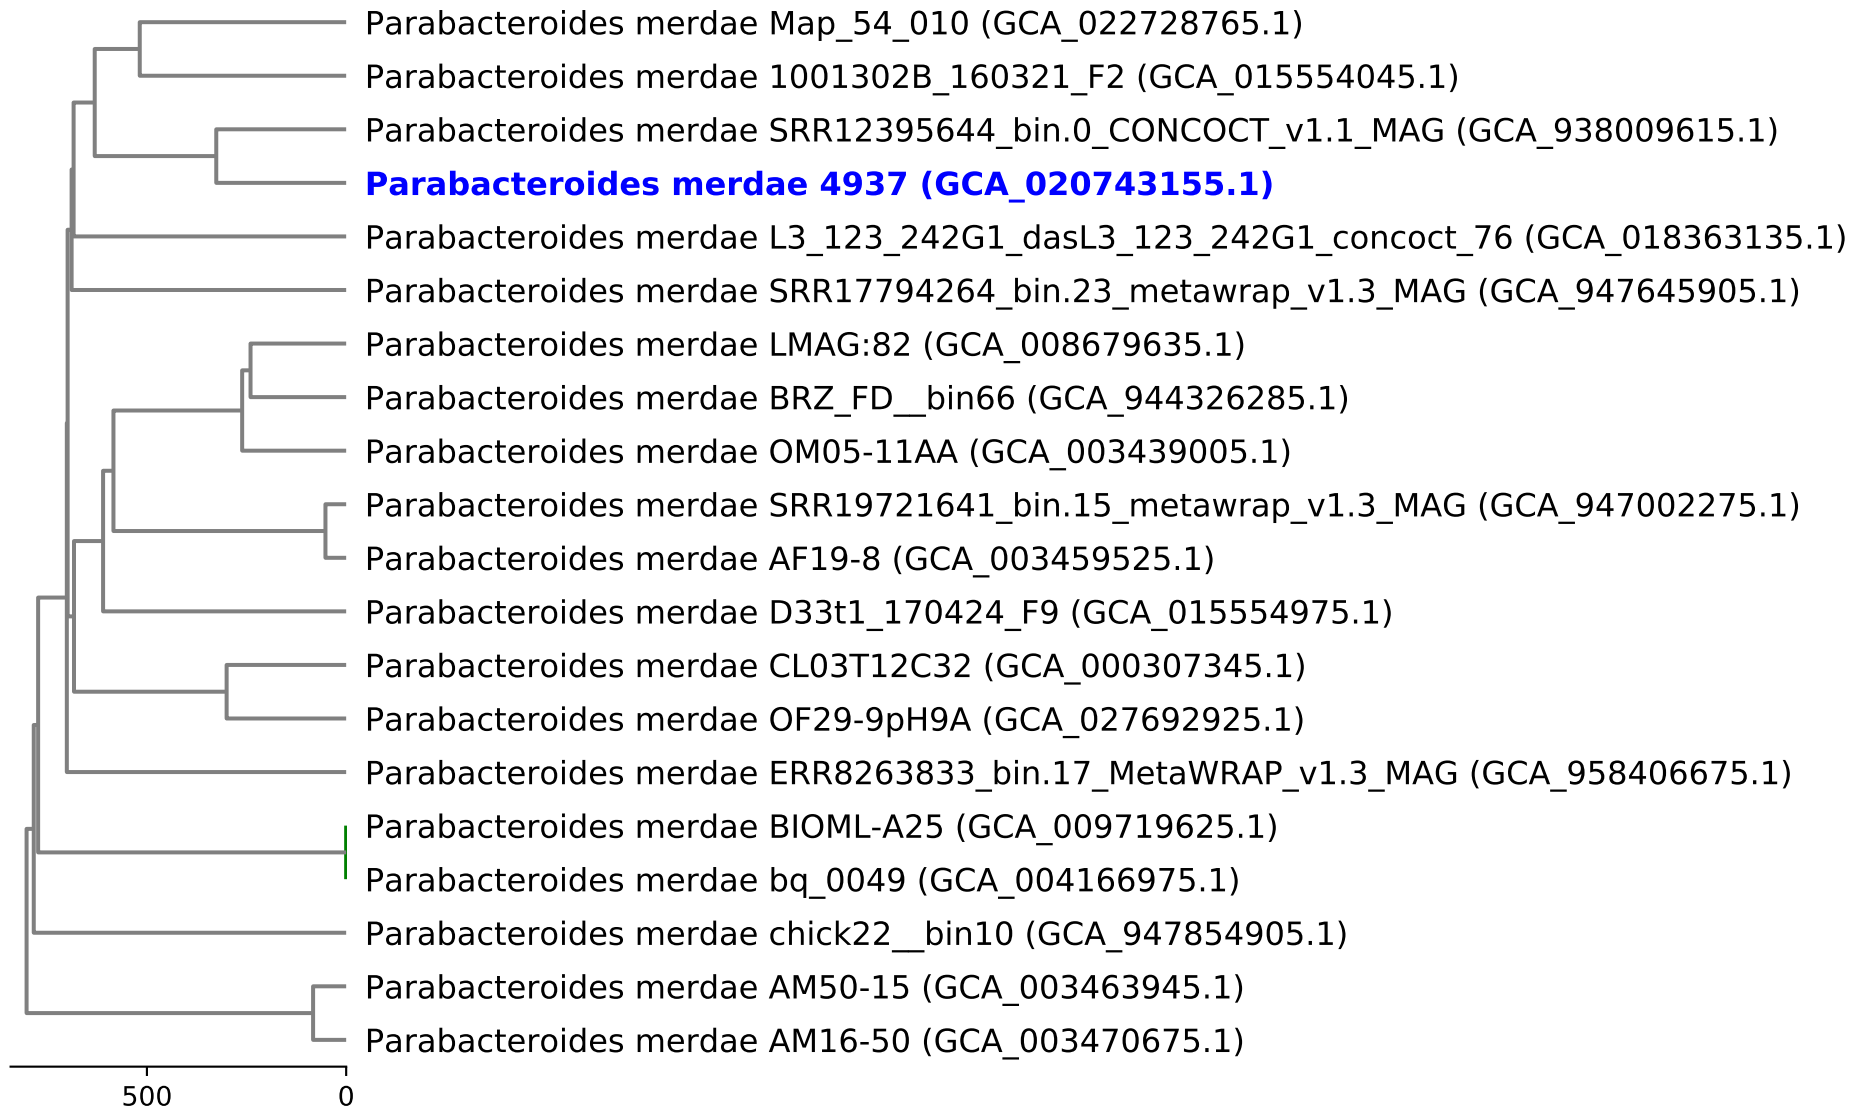 Parabacteroides merdae Map_54_010 (GCA_022728765.1)
Parabacteroides merdae 1001302B_160321_F2 (GCA_015554045.1)
Parabacteroides merdae SRR12395644_bin.0_CONCOCT_v1.1_MAG (GCA_938009615.1)
Parabacteroides merdae 4937 (GCA_020743155.1)
Parabacteroides merdae L3_123_242G1_dasL3_123_242G1_concoct_76 (GCA_018363135.1)
Parabacteroides merdae SRR17794264_bin.23_metawrap_v1.3_MAG (GCA_947645905.1)
Parabacteroides merdae LMAG:82 (GCA_008679635.1)
Parabacteroides merdae BRZ_FD__bin66 (GCA_944326285.1)
Parabacteroides merdae OM05-11AA (GCA_003439005.1)
Parabacteroides merdae SRR19721641_bin.15_metawrap_v1.3_MAG (GCA_947002275.1)
Parabacteroides merdae AF19-8 (GCA_003459525.1)
Parabacteroides merdae D33t1_170424_F9 (GCA_015554975.1)
Parabacteroides merdae CL03T12C32 (GCA_000307345.1)
Parabacteroides merdae OF29-9pH9A (GCA_027692925.1)
Parabacteroides merdae ERR8263833_bin.17_MetaWRAP_v1.3_MAG (GCA_958406675.1)
Parabacteroides merdae BIOML-A25 (GCA_009719625.1)
Parabacteroides merdae bq_0049 (GCA_004166975.1)
Parabacteroides merdae chick22__bin10 (GCA_947854905.1)
Parabacteroides merdae AM50-15 (GCA_003463945.1)
Parabacteroides merdae AM16-50 (GCA_003470675.1)
500 0